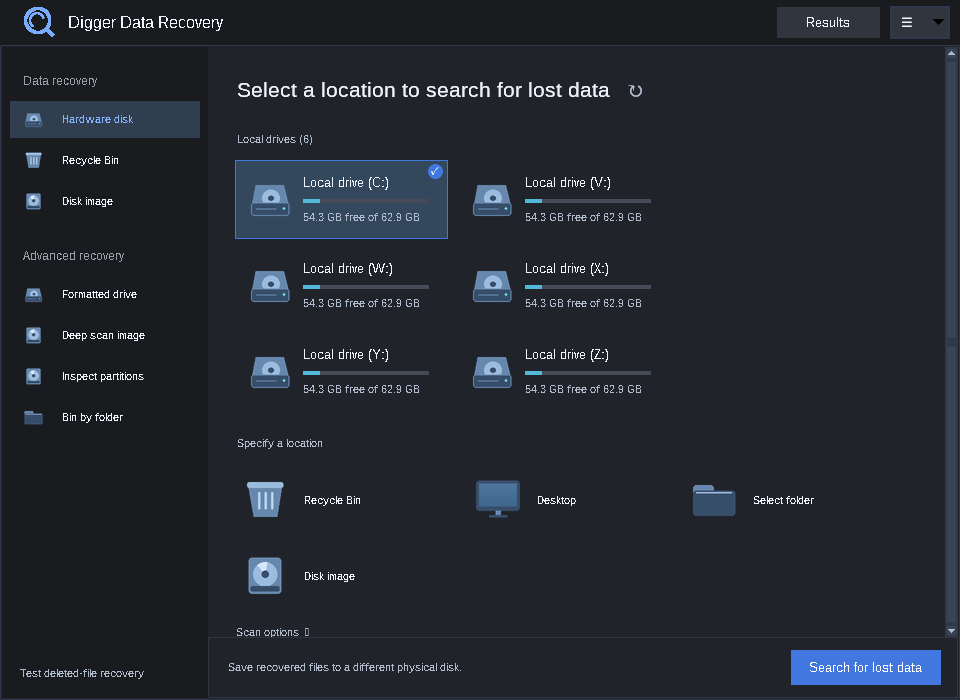 Digger Data Recovery
Results
Data recovery
Hardware disk
Recycle Bin
Disk image
Advanced recovery
Formatted drive
Deep scan image
Inspect partitions
Bin by folder
Test deleted-file recovery
Select a location to search for lost data
Local drives (6)
Local drive (C:)
54.3 GB free of 62.9 GB
Local drive (V:)
54.3 GB free of 62.9 GB
Local drive (W:)
54.3 GB free of 62.9 GB
Local drive (X:)
54.3 GB free of 62.9 GB
Local drive (Y:)
54.3 GB free of 62.9 GB
Local drive (Z:)
54.3 GB free of 62.9 GB
Specify a location
Recycle Bin
Desktop
Select folder
Disk image
Scan options
Save recovered files to a different physical disk.
Search for lost data